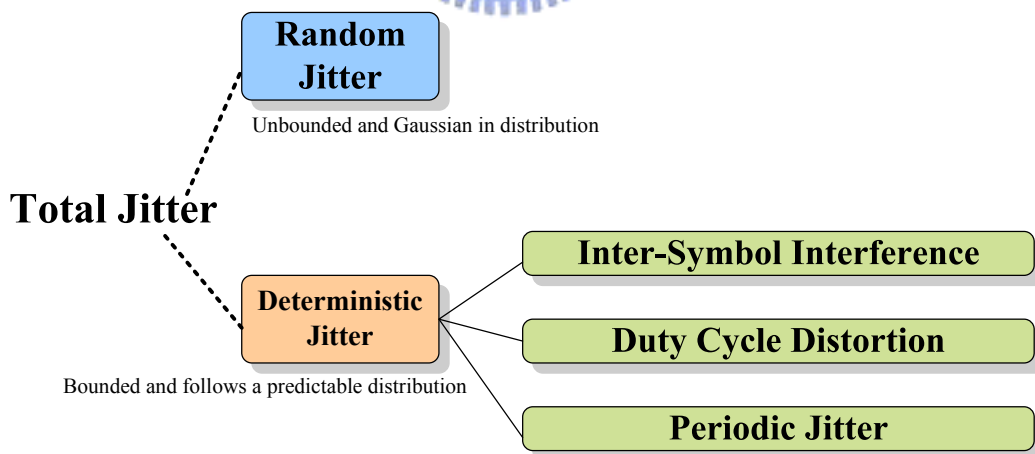 Random
Jitter
Unbounded and Gaussian in distribution
Total Jitter
Inter-Symbol Interference
Deterministic
Jitter
Duty Cycle Distortion
Bounded and follows a predictable distribution
Periodic Jitter